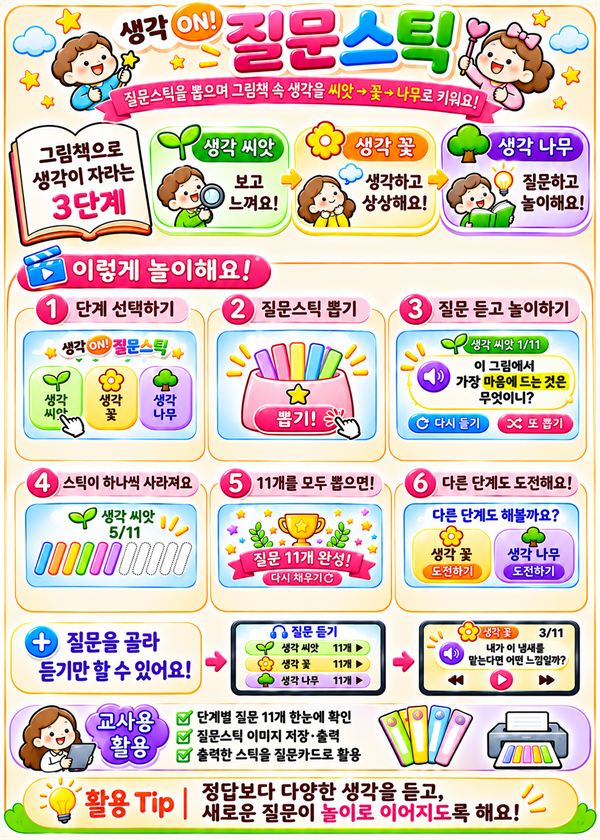 생각 ON! 질문스틱
질문스틱을 뽑으며 그림책 속 생각을 씨앗 → 꽃 → 나무로 키워요!
그림책으로
생각이 자라는
3단계
생각 씨앗
보고
느껴요!
생각 꽃
생각하고
상상해요!
생각 나무
질문하고
놀이해요!
이렇게 놀이해요!
1 단계 선택하기
생각 ON! 질문스틱
생각
씨앗
생각
꽃
생각
나무
2 질문스틱 뽑기
뽑기!
3 질문 듣고 놀이하기
생각 씨앗 1/11
이 그림에서
가장 마음에 드는 것은
무엇이니?
다시 듣기
또 뽑기
4 스틱이 하나씩 사라져요
생각 씨앗
5/11
5 11개를 모두 뽑으면!
질문 11개 완성!
다시 채우기
6 다른 단계도 도전해요!
다른 단계도 해볼까요?
생각 꽃
도전하기
생각 나무
도전하기
질문을 골라
듣기만 할 수 있어요!
질문 듣기
생각 씨앗 11개
생각 꽃 11개
생각 나무 11개
생각 꽃 3/11
내가 이 냄새를
맡는다면 어떤 느낌일까?
교사용
활용
단계별 질문 11개 한눈에 확인
질문스틱 이미지 저장·출력
출력한 스틱을 질문카드로 활용
활용 Tip
정답보다 다양한 생각을 듣고,
새로운 질문이 놀이로 이어지도록 해요!